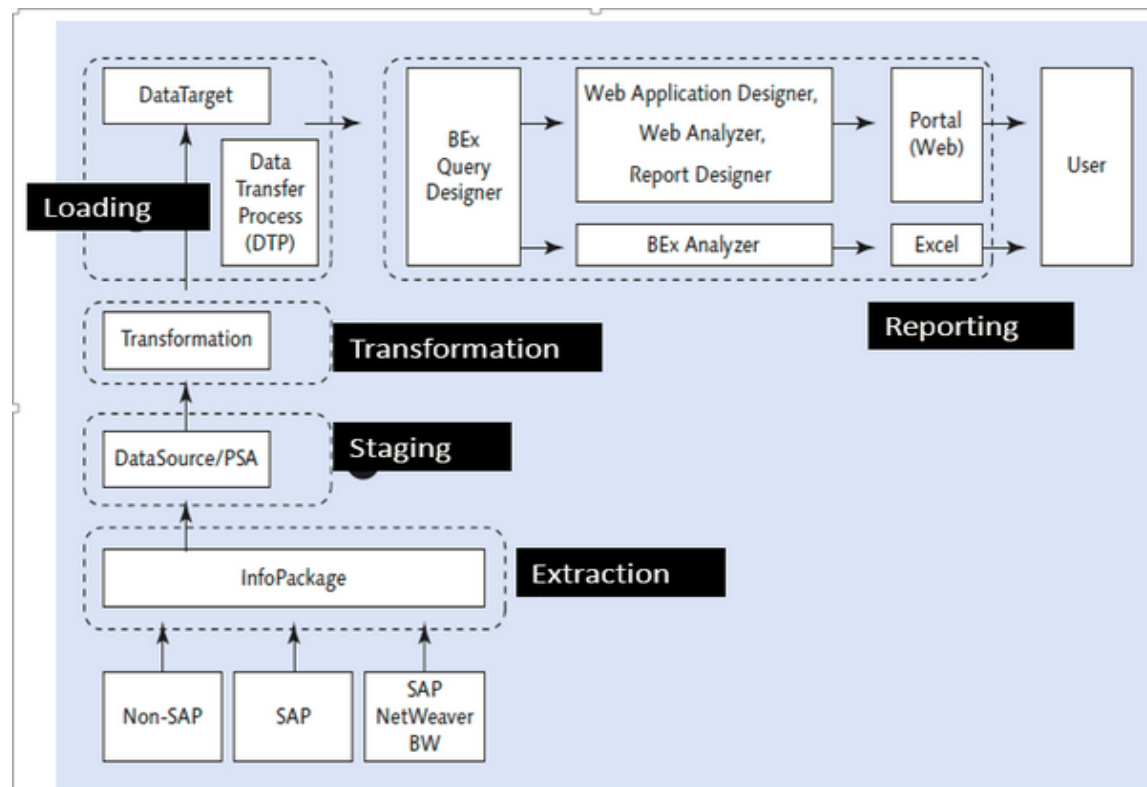 DataTarget
Data
Transfer
Process
(DTP)
Loading
BEx
Query
Designer
Web Application Designer,
Web Analyzer,
Report Designer
BEx Analyzer
Portal
(Web)
Excel
User
Reporting
Transformation
Transformation
DataSource/PSA
Staging
InfoPackage
Extraction
Non-SAP
SAP
SAP
NetWeaver
BW